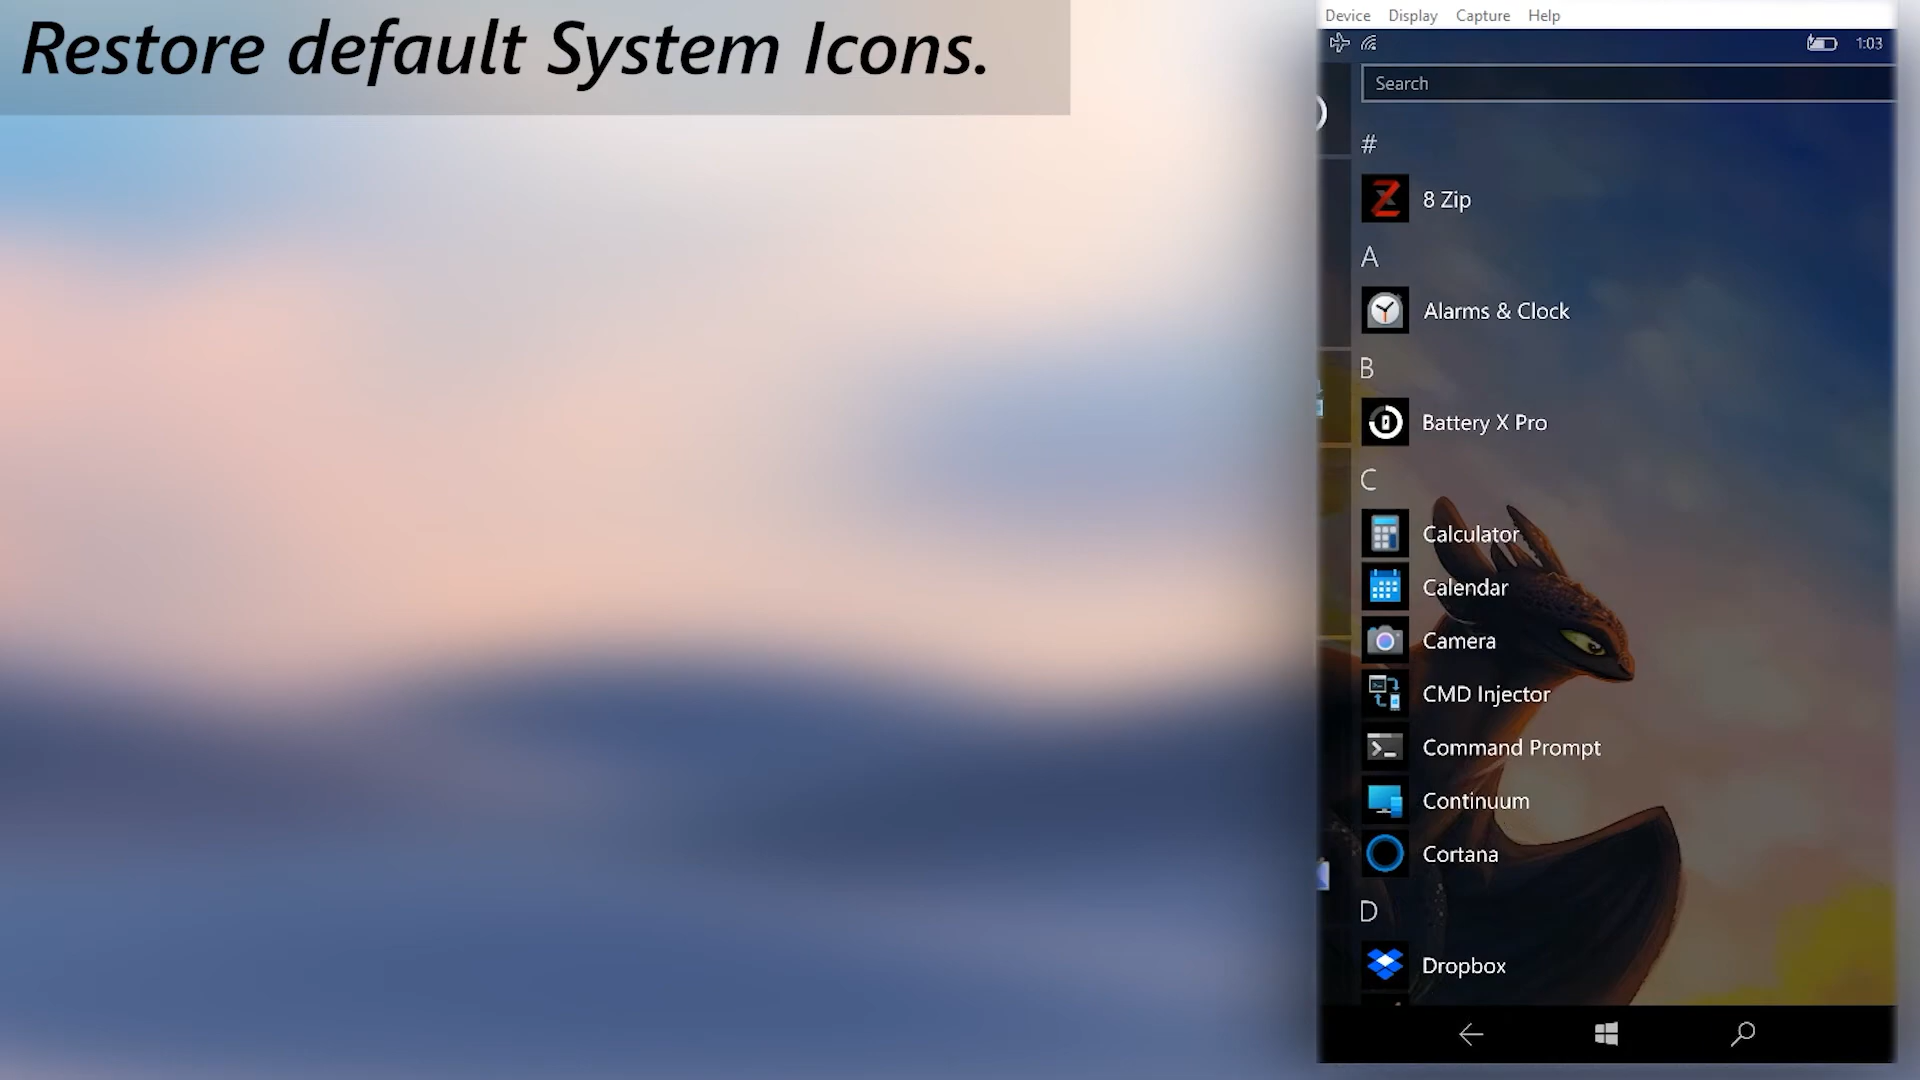 Restore default System Icons.
Device Display Capture Help
1:03
Search
#
8 Zip
A
Alarms & Clock
B
Battery X Pro
C
Calculator
Calendar
Camera
CMD Injector
Command Prompt
Continuum
Cortana
D
Dropbox